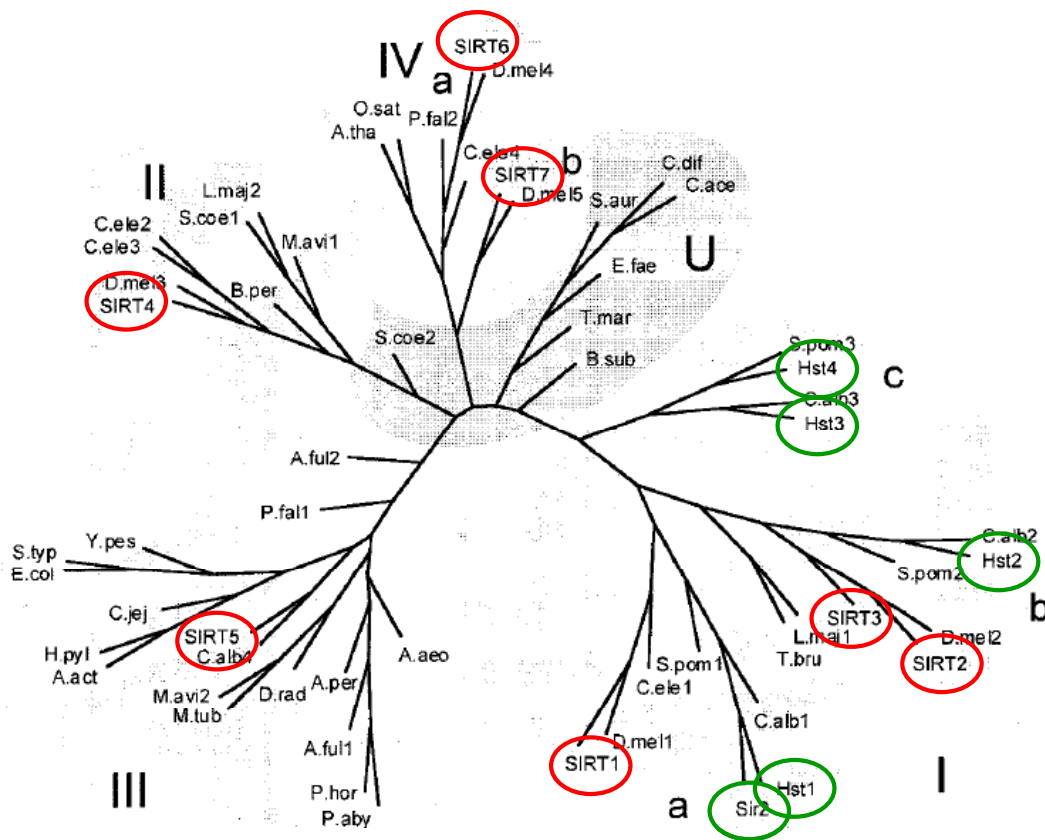 SIRT6
IV
a
D.mel4
O.sat
P.fal2
A.tha
C.ele4
b
SIRT7
D.mel5
C.dif
C.ace
S.aur
U
E.fae
T.mar
B.sub
II
L.maj2
S.coe1
C.ele2
C.ele3
M.avi1
D.mel3
SIRT4
B.per
S.coe2
S.pom3
Hst4
c
C.alb3
Hst3
A.ful2
P.fal1
Y.pes
S.typ
E.col
C.jej
SIRT5
C.alb4
H.pyl
A.act
M.avi2
M.tub
D.rad
A.per
A.aeo
A.ful1
P.hor
P.aby
III
C.alb2
Hst2
S.pom2
b
SIRT3
L.maj1
T.bru
D.mel2
SIRT2
S.pom1
C.ele1
C.alb1
D.mel1
SIRT1
a
Hst1
Sir2
I